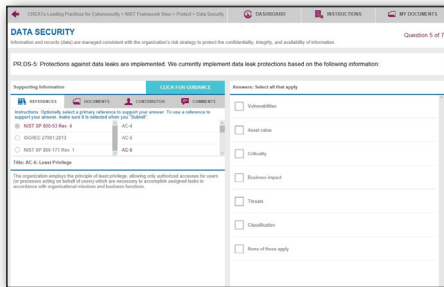 CREATe Leading Practices for Cybersecurity > NIST Framework View > Protect > Data Security
DASHBOARD
INSTRUCTIONS
MY DOCUMENTS
DATA SECURITY
Question 5 of 7
Information and records (data) are managed consistent with the organization's risk strategy to protect the confidentiality, integrity, and availability of information
PR.DS-5: Protections against data leaks are implemented. We currently implement data leak protections based on the following information:
Supporting Information
CLICK FOR GUIDANCE
REFERENCES
DOCUMENTS
CONTRIBUTOR
COMMENTS
Instructions: Optionally select a primary reference to support your answer. To use a reference to
support your answer, make sure it is selected when you "Submit".
NIST SP 800-53 Rev. 4
AC-4
ISO/IEC 27001:2013
AC-5
NIST SP 800-171 Rev. 1
AC-6
Title: AC-6: Least Privilege
The organization employs the principle of least privilege, allowing only authorized accesses for users
(or processes acting on behalf of users) which are necessary to accomplish assigned tasks in
accordance with organizational missions and business functions.
Answers: Select all that apply
Vulnerabilities
Asset value
Criticality
Business impact
Threats
Classification
None of these apply